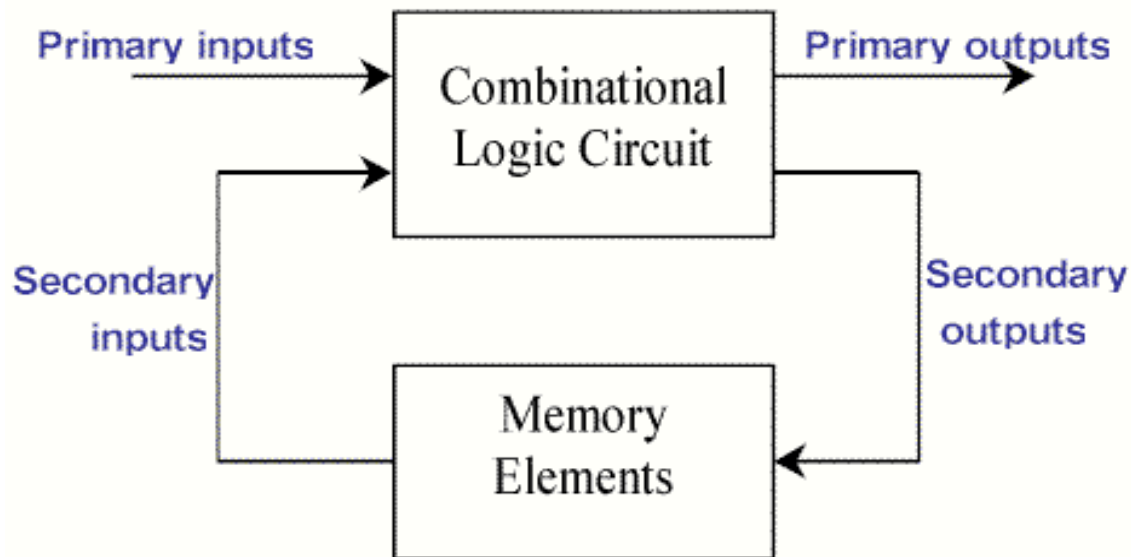 Primary inputs
Primary outputs
Combinational
Logic Circuit
Secondary
inputs
Secondary
outputs
Memory
Elements